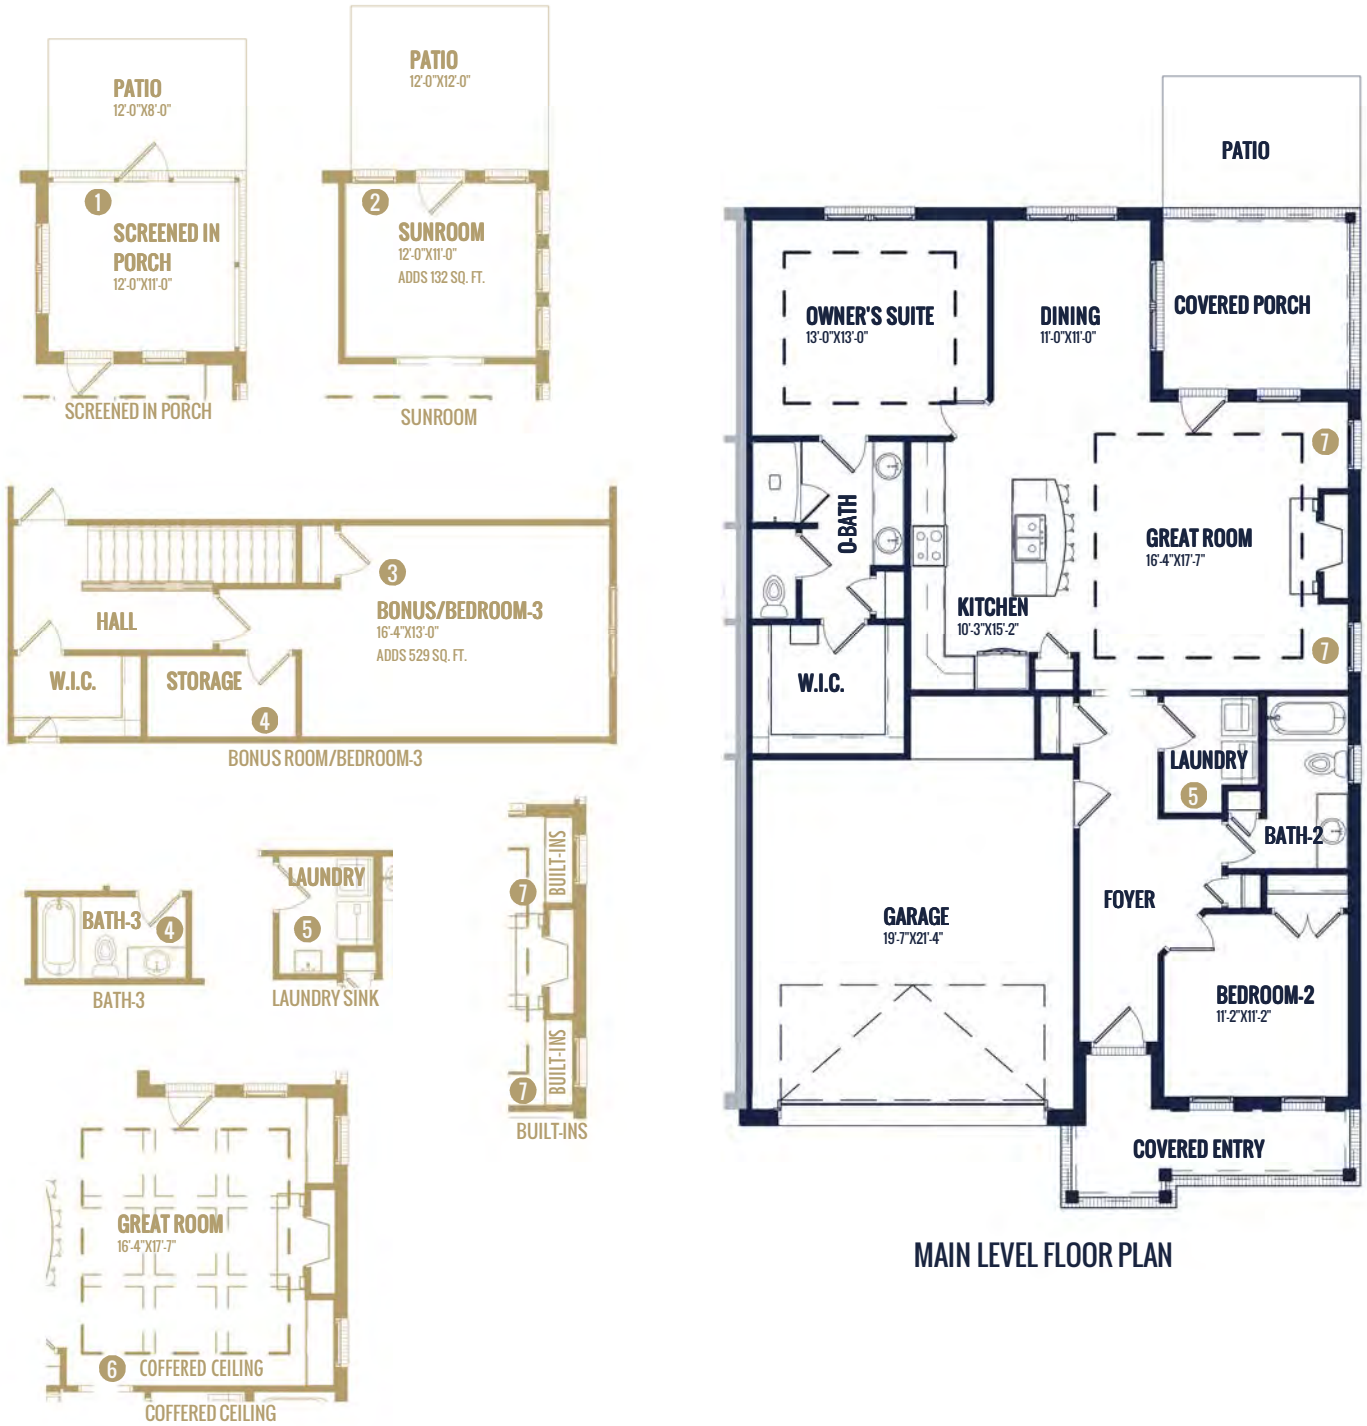 PATIO
12'-0"X8'-0"
1
SCREENED IN
PORCH
12'-0"X11'-0"
SCREENED IN PORCH
PATIO
12'-0"X12'-0"
2
SUNROOM
12'-0"X11'-0"
ADDS 132 SQ. FT.
SUNROOM
3
BONUS/BEDROOM-3
16'-4"X13'-0"
ADDS 529 SQ. FT.
HALL
W.I.C.
STORAGE
4
BONUS ROOM/BEDROOM-3
BATH-3
4
BATH-3
LAUNDRY
5
LAUNDRY SINK
BUILT-INS
7
BUILT-INS
7
BUILT-INS
GREAT ROOM
16'-4"X17'-7"
6 COFFERED CEILING
COFFERED CEILING
PATIO
COVERED PORCH
OWNER'S SUITE
13'-0"X13'-0"
DINING
11'-0"X11'-0"
7
O-BATH
GREAT ROOM
16'-4"X17'-7"
KITCHEN
10'-3"X15'-2"
7
W.I.C.
LAUNDRY
5
BATH-2
FOYER
GARAGE
19'-7"X21'-4"
BEDROOM-2
11'-2"X11'-2"
COVERED ENTRY
MAIN LEVEL FLOOR PLAN